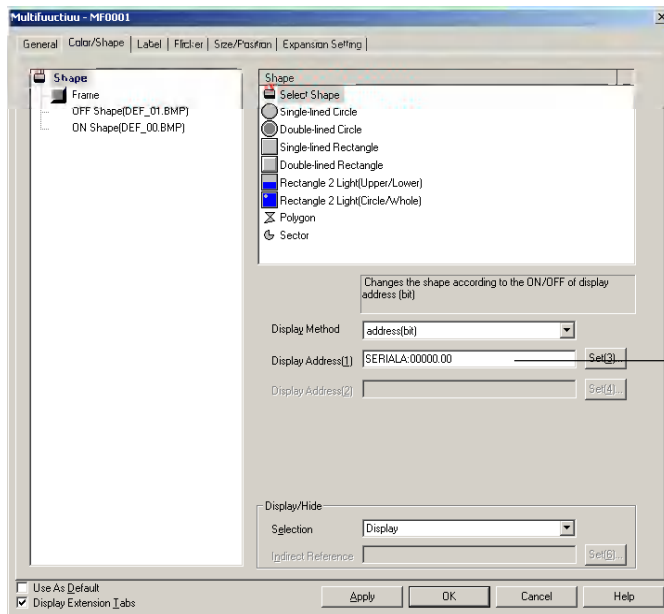 Multifuuctiuu - MF0001
General Color/Shape Label Flicker Size/Position Expansion Setting
Shape
Frame
OFF Shape(DEF_01.BMP)
ON Shape(DEF_00.BMP)
Shape
Select Shape
Single-lined Circle
Double-lined Circle
Single-lined Rectangle
Double-lined Rectangle
Rectangle 2 Light(Upper/Lower)
Rectangle 2 Light(Circle/Whole)
Polygon
Sector
Changes the shape according to the ON/OFF of display
address (bit)
Display Method address(bit)
Display Address(1) SERIALA:00000.00 Set(3)...
Display Address(2) Set(4)...
Display/Hide
Selection Display
Indirect Reference Set(6)...
Use As Default
Display Extension Tabs
Apply OK Cancel Help